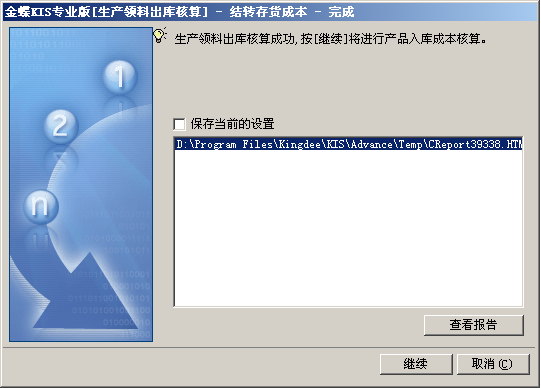 金蝶KIS专业版[生产领料出库核算] - 结转存货成本 - 完成
生产领料出库核算成功,按[继续]将进行产品入库成本核算。
1
2
n
保存当前的设置
D:\Program Files\Kingdee\KIS\Advance\Temp\CReport39338.HTM
查看报告
继续
取消(C)